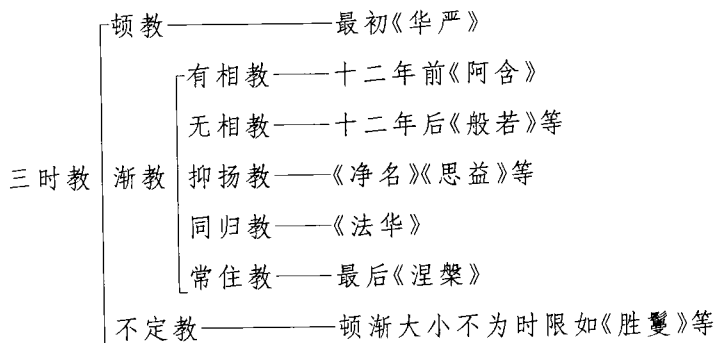 顿教——最初《华严》
有相教——十二年前《阿含》
无相教——十二年后《般若》等
三时教 渐教 抑扬教——《净名》《思益》等
同归教——《法华》
常住教——最后《涅槃》
不定教——顿渐大小不为时限如《胜鬘》等